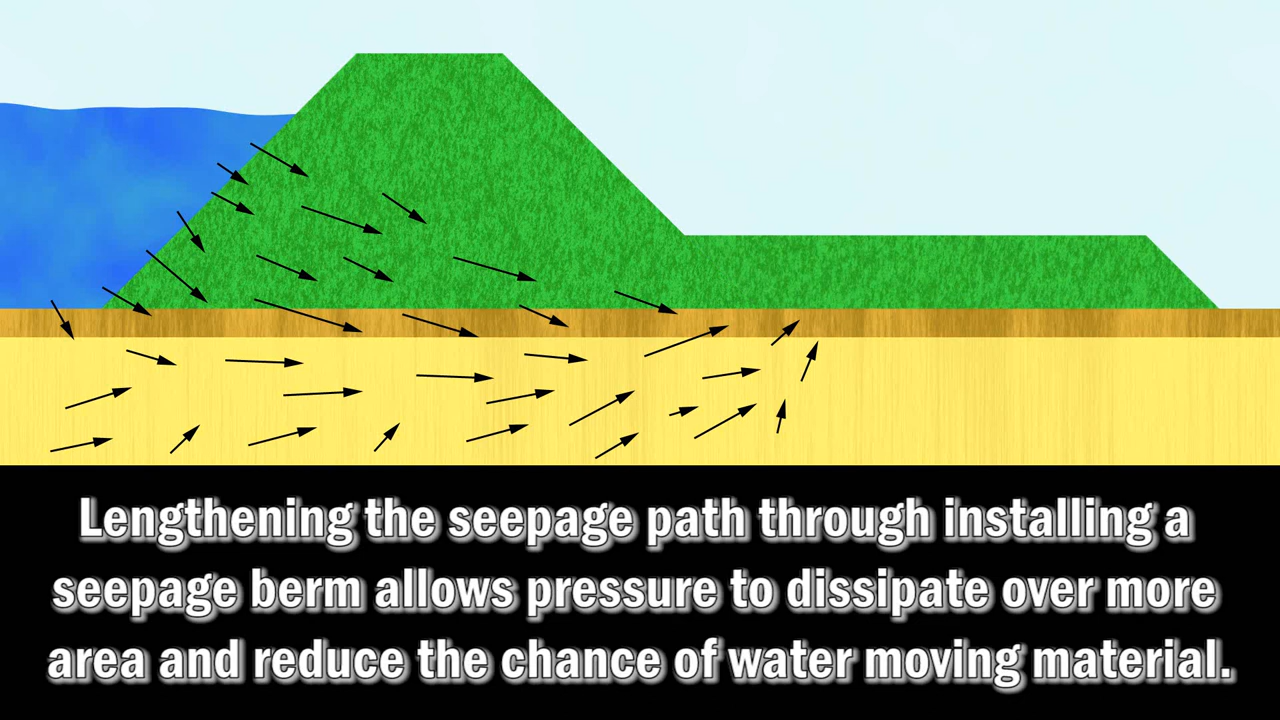 Lengthening the seepage path through installing a
seepage berm allows pressure to dissipate over more
area and reduce the chance of water moving material.